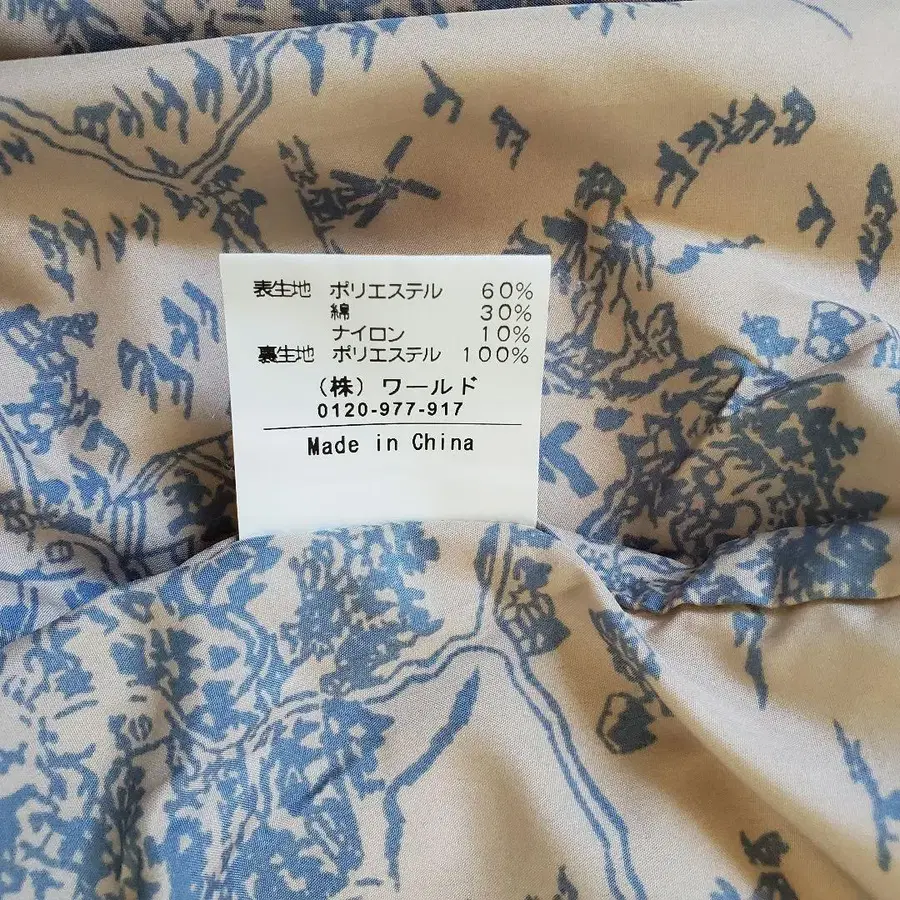 表生地 ポリエステル 60%
綿 30%
ナイロン 10%
裏生地 ポリエステル 100%
(株)ワールド
0120-977-917
Made in China